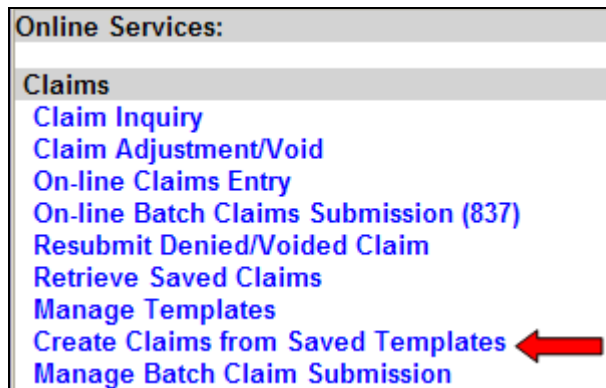 Online Services:
Claims
Claim Inquiry
Claim Adjustment/Void
On-line Claims Entry
On-line Batch Claims Submission (837)
Resubmit Denied/Voided Claim
Retrieve Saved Claims
Manage Templates
Create Claims from Saved Templates
Manage Batch Claim Submission